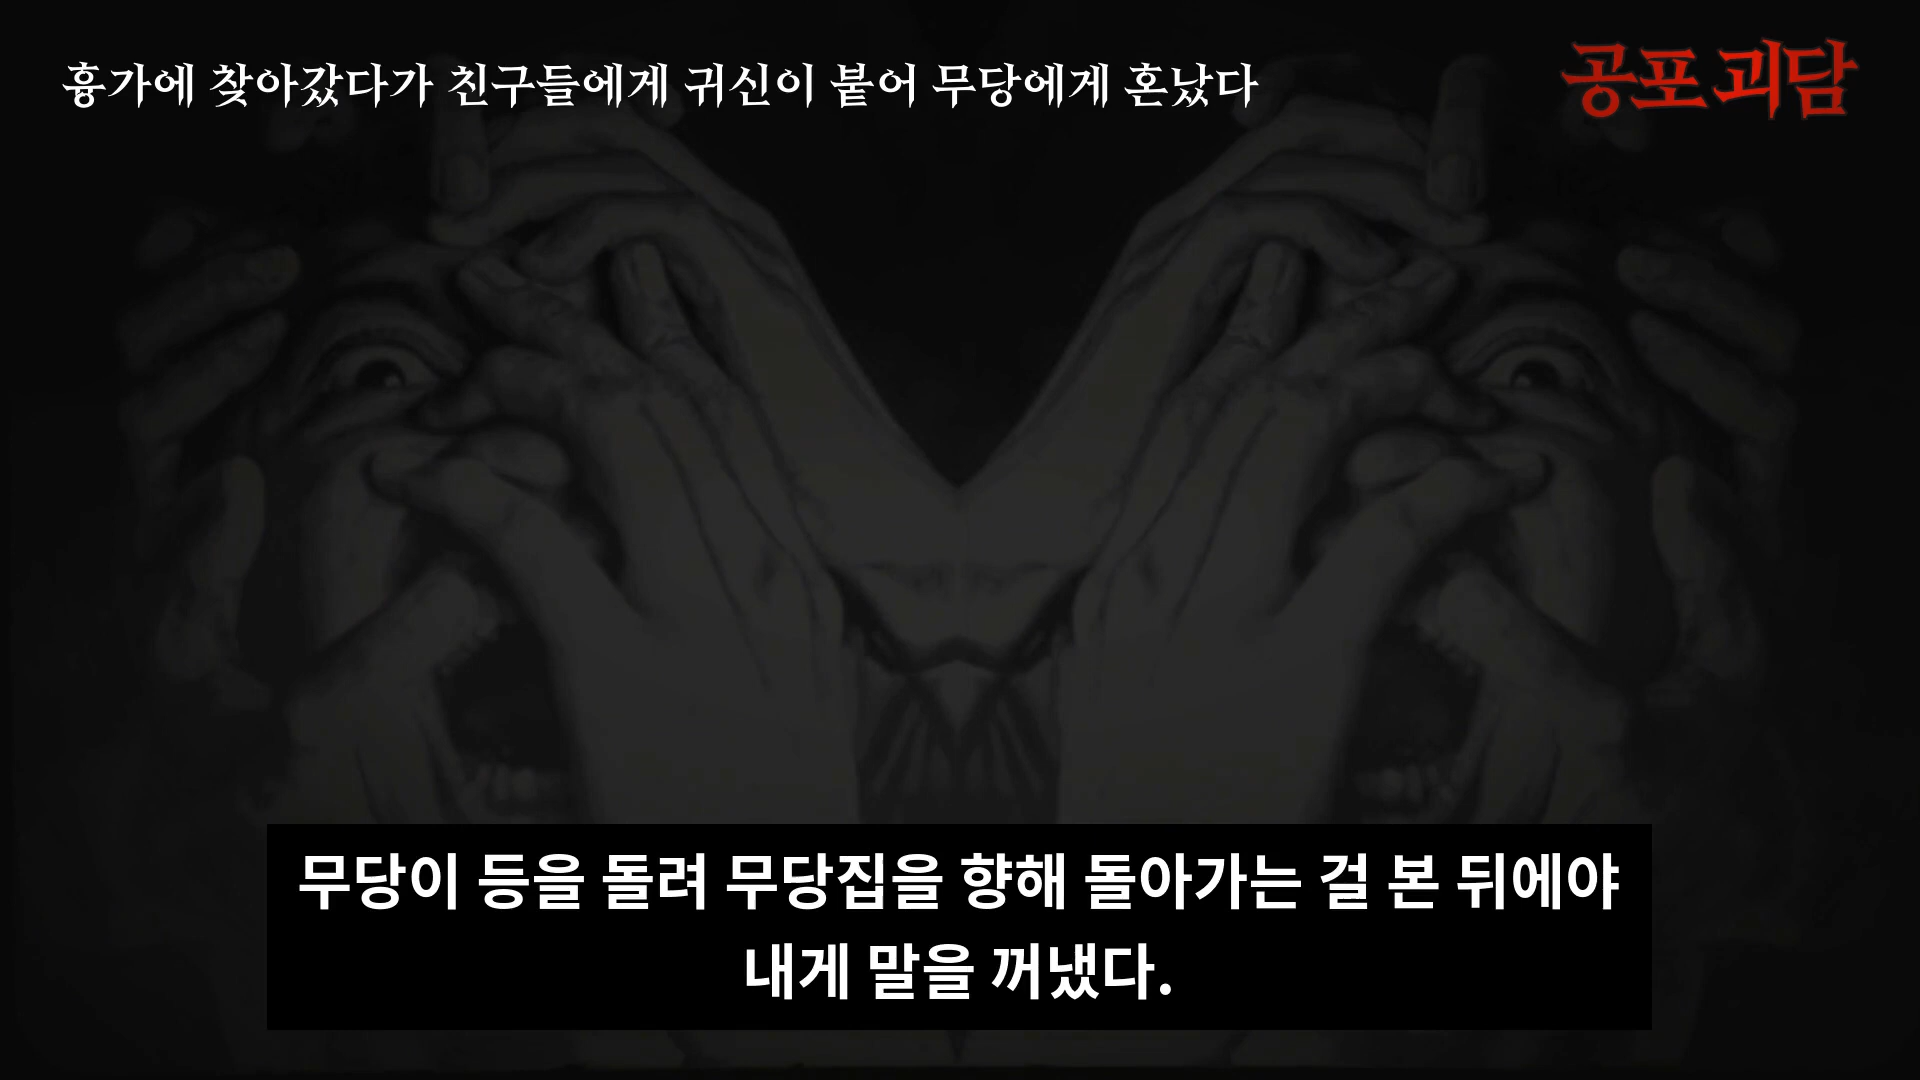 흉가에 찾아갔다가 친구들에게 귀신이 붙어 무당에게 혼났다
공포 괴담
무당이 등을 돌려 무당집을 향해 돌아가는 걸 본 뒤에야
내게 말을 꺼냈다.